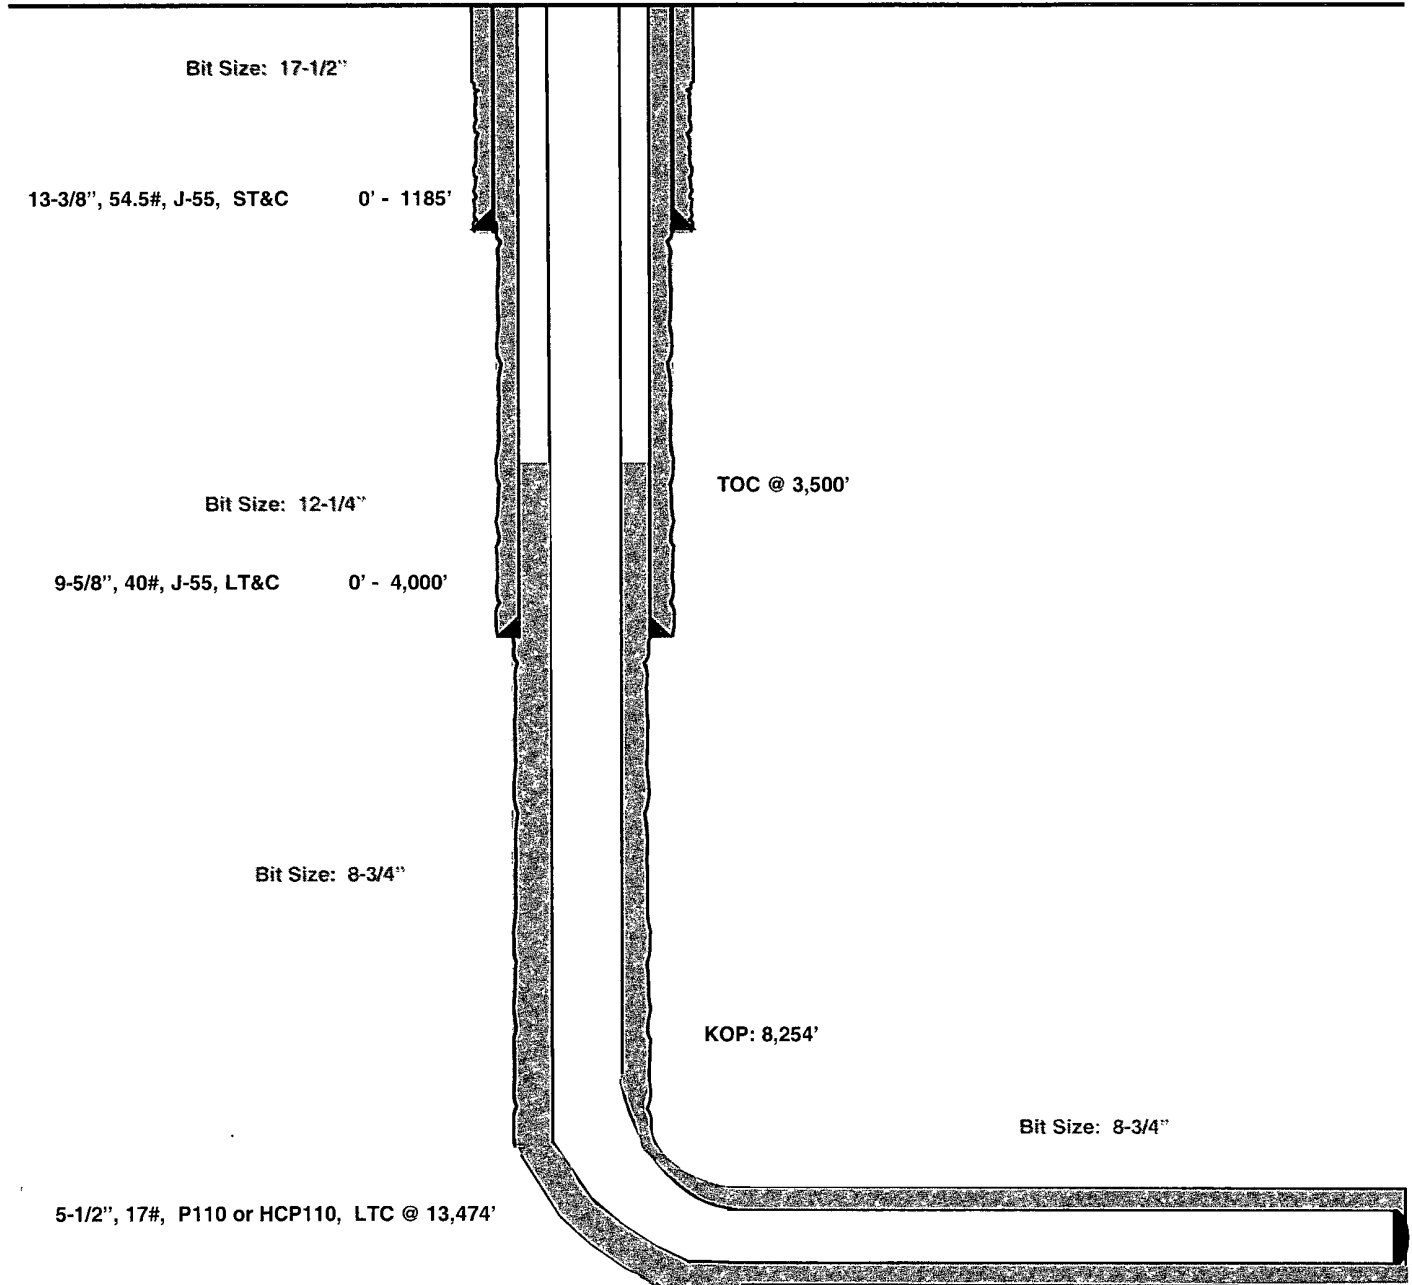 Bit Size: 17-1/2"
13-3/8", 54.5#, J-55, ST&C 0' - 1185'
TOC @ 3,500'
Bit Size: 12-1/4"
9-5/8", 40#, J-55, LT&C 0' - 4,000'
Bit Size: 8-3/4"
KOP: 8,254'
Bit Size: 8-3/4"
5-1/2", 17#, P110 or HCP110, LTC @ 13,474'